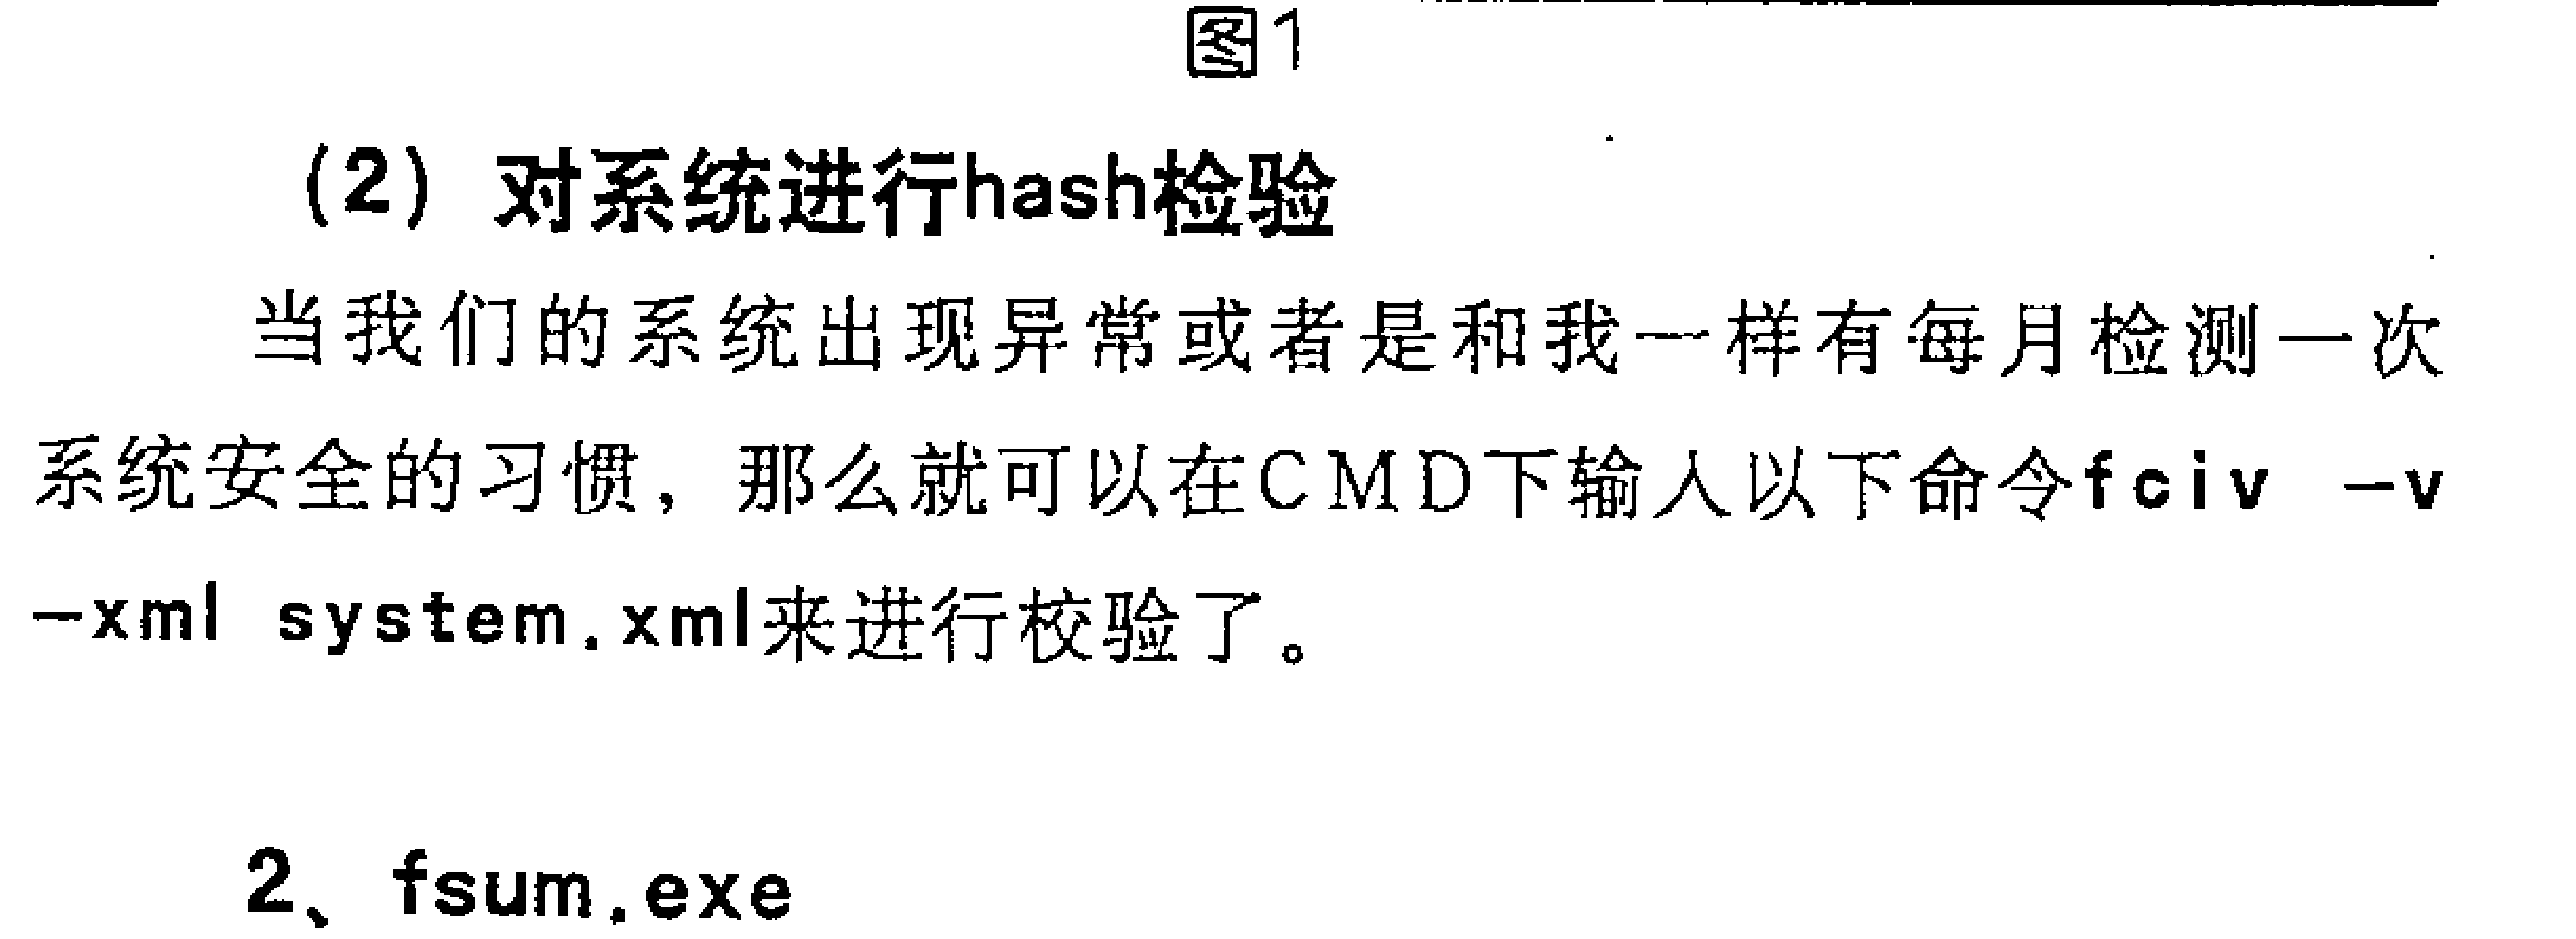 图1
(2) 对系统进行hash检验
当我们的系统出现异常或者是和我一样有每月检测一次
系统安全的习惯，那么就可以在CMD下输人以下命令fciv -v
-xml system.xml来进行校验了。
2、fsum.exe